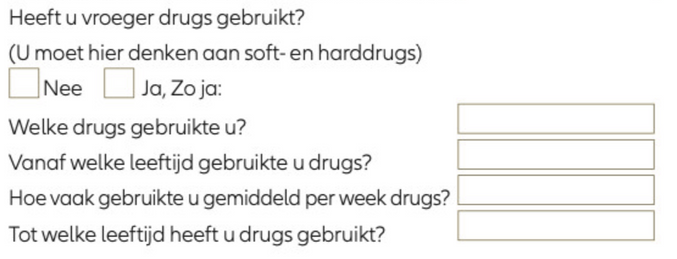 Heeft u vroeger drugs gebruikt?
(U moet hier denken aan soft- en harddrugs)
Nee Ja, Zo ja:
Welke drugs gebruikte u?
Vanaf welke leeftijd gebruikte u drugs?
Hoe vaak gebruikte u gemiddeld per week drugs?
Tot welke leeftijd heeft u drugs gebruikt?